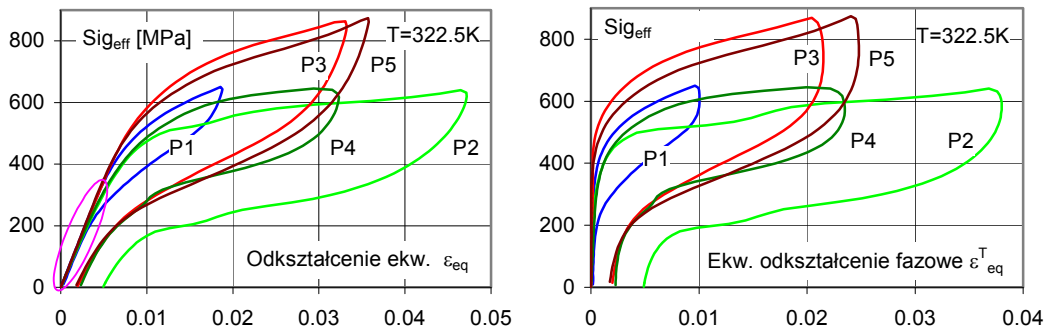 800
600
400
200
0
Sig_eff [MPa]
T=322.5K
P3
P5
P1
P4
P2
Odkształcenie ekw. ε_eq
0 0.01 0.02 0.03 0.04 0.05
800
600
400
200
0
Sig_eff
T=322.5K
P3
P5
P1
P4
P2
Ekw. odkształcenie fazowe ε^T_eq
0 0.01 0.02 0.03 0.04